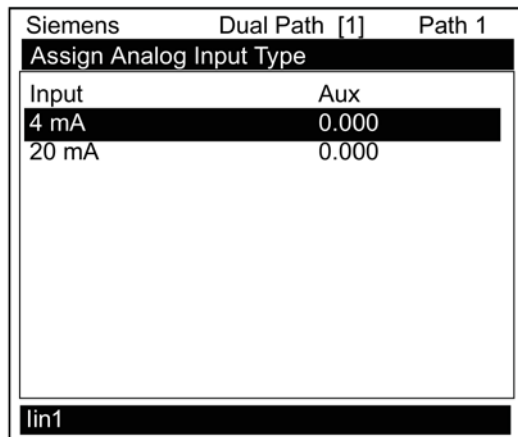 Siemens Dual Path [1] Path 1
Assign Analog Input Type
Input Aux
4 mA 0.000
20 mA 0.000
Iin1